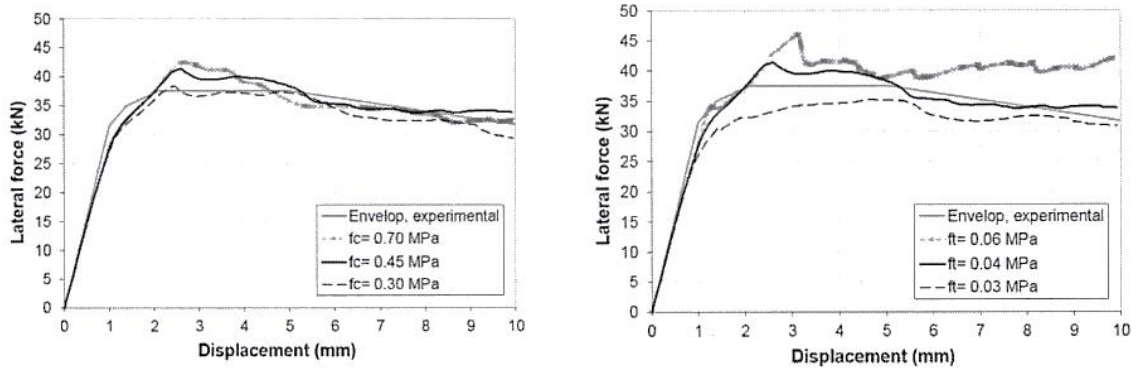 50
45
40
35
30
25
20
15
10
5
0
Lateral force (kN)
Envelop, experimental
fc= 0.70 MPa
fc= 0.45 MPa
fc= 0.30 MPa
0 1 2 3 4 5 6 7 8 9 10
Displacement (mm)
50
45
40
35
30
25
20
15
10
5
0
Lateral force (kN)
Envelop, experimental
ft= 0.06 MPa
ft= 0.04 MPa
ft= 0.03 MPa
0 1 2 3 4 5 6 7 8 9 10
Displacement (mm)